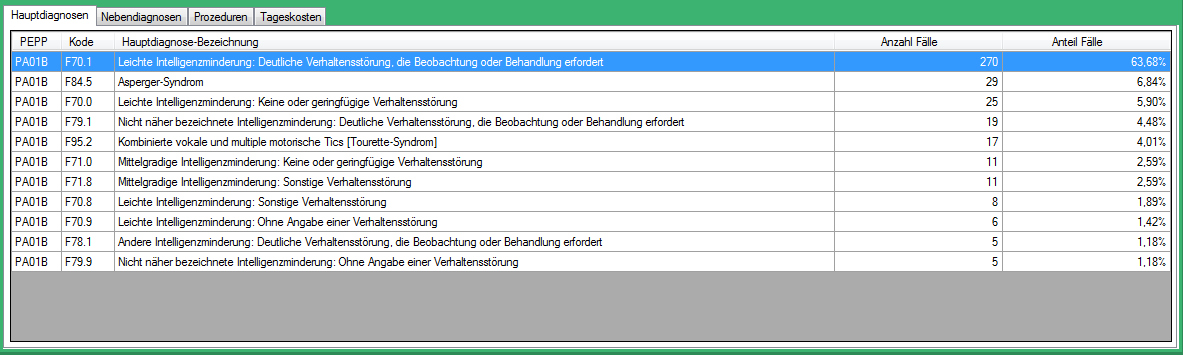 Hauptdiagnosen Nebendiagnosen Prozeduren Tageskosten
PEPP Kode Hauptdiagnose-Bezeichnung Anzahl Fälle Anteil Fälle
PA01B F70.1 Leichte Intelligenzminderung: Deutliche Verhaltensstörung, die Beobachtung oder Behandlung erfordert 270 63,68%
PA01B F84.5 Asperger-Syndrom 29 6,84%
PA01B F70.0 Leichte Intelligenzminderung: Keine oder geringfügige Verhaltensstörung 25 5,90%
PA01B F79.1 Nicht näher bezeichnete Intelligenzminderung: Deutliche Verhaltensstörung, die Beobachtung oder Behandlung erfordert 19 4,48%
PA01B F95.2 Kombinierte vokale und multiple motorische Tics [Tourette-Syndrom] 17 4,01%
PA01B F71.0 Mittelgradige Intelligenzminderung: Keine oder geringfügige Verhaltensstörung 11 2,59%
PA01B F71.8 Mittelgradige Intelligenzminderung: Sonstige Verhaltensstörung 11 2,59%
PA01B F70.8 Leichte Intelligenzminderung: Sonstige Verhaltensstörung 8 1,89%
PA01B F70.9 Leichte Intelligenzminderung: Ohne Angabe einer Verhaltensstörung 6 1,42%
PA01B F78.1 Andere Intelligenzminderung: Deutliche Verhaltensstörung, die Beobachtung oder Behandlung erfordert 5 1,18%
PA01B F79.9 Nicht näher bezeichnete Intelligenzminderung: Ohne Angabe einer Verhaltensstörung 5 1,18%